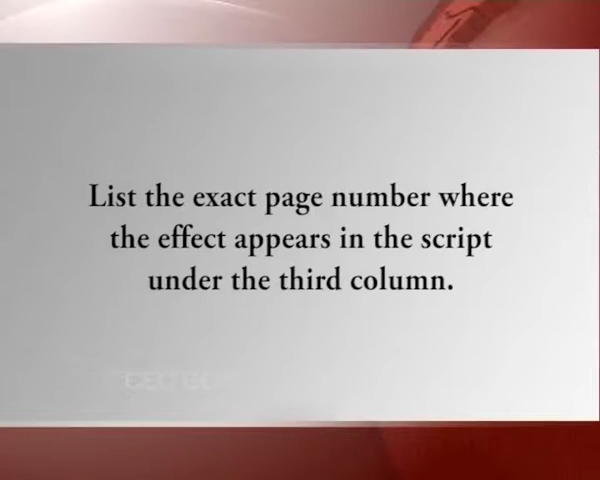 List the exact page number where
the effect appears in the script
under the third column.